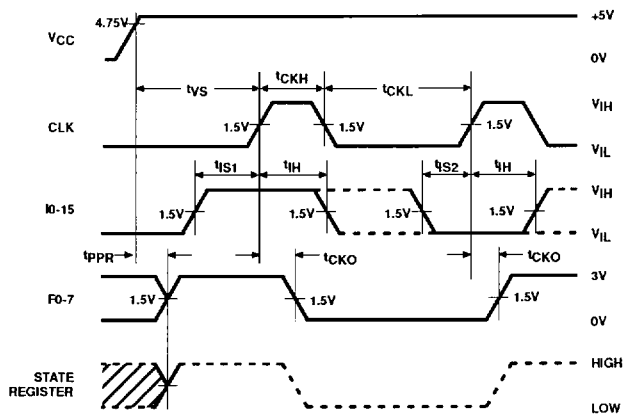 4.75V
+5V
VCC
0V
tVS
tCKH
tCKL
VIH
CLK
1.5V
1.5V
1.5V
VIL
tIS1
tIH
tIS2
tIH
VIH
I0-15
1.5V
1.5V
1.5V
1.5V
VIL
tPPR
tCKO
tCKO
3V
F0-7
1.5V
1.5V
1.5V
0V
STATE
REGISTER
HIGH
LOW